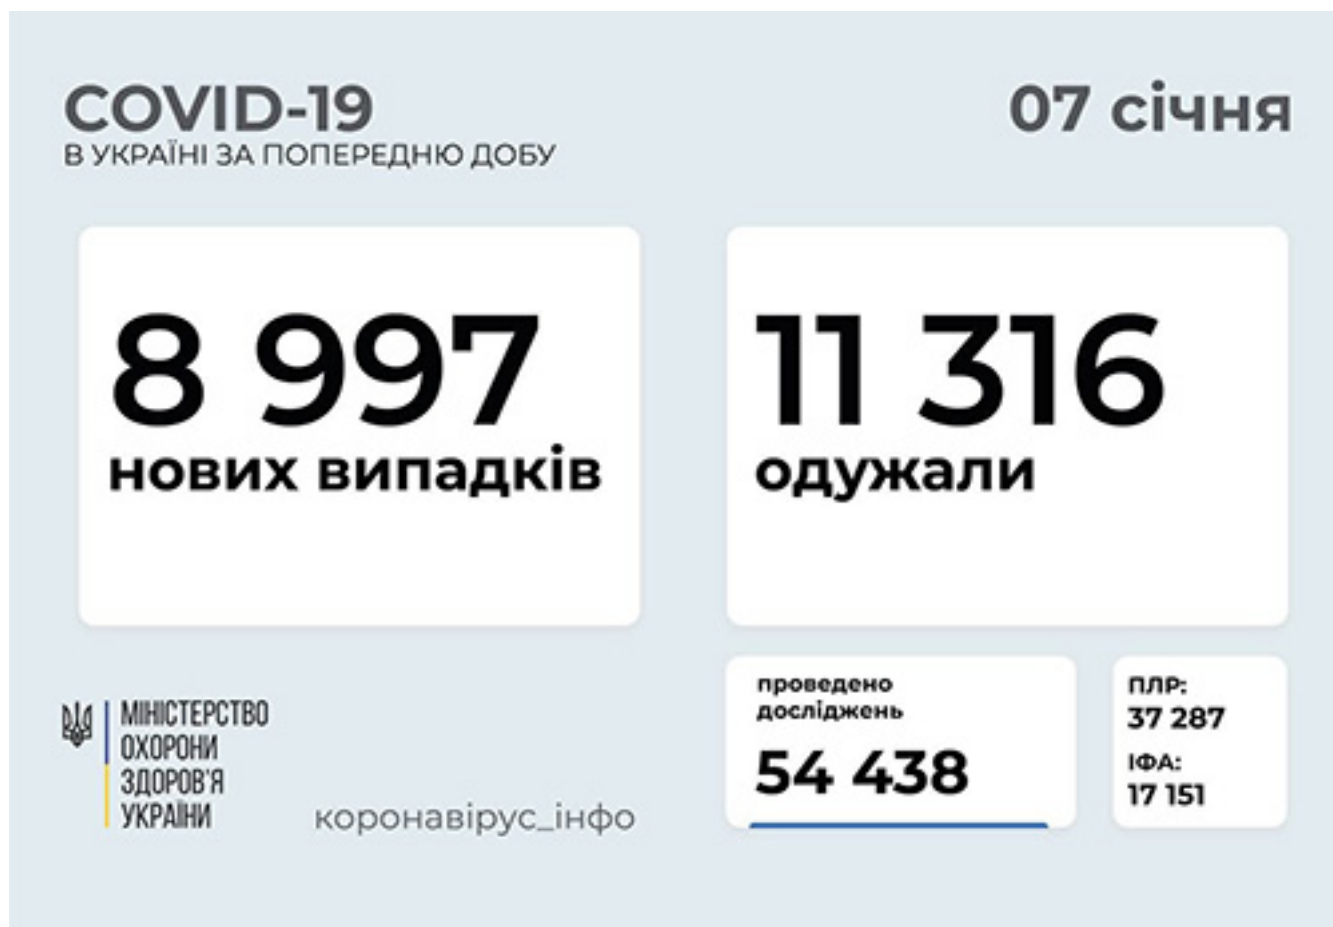 COVID-19
В УКРАЇНІ ЗА ПОПЕРЕДНЮ ДОБУ
07 січня
8 997
нових випадків
11 316
одужали
проведено
досліджень
54 438
ПЛР:
37 287
ІФА:
17 151
МІНІСТЕРСТВО
ОХОРОНИ
ЗДОРОВ'Я
УКРАЇНИ
коронавірус_інфо